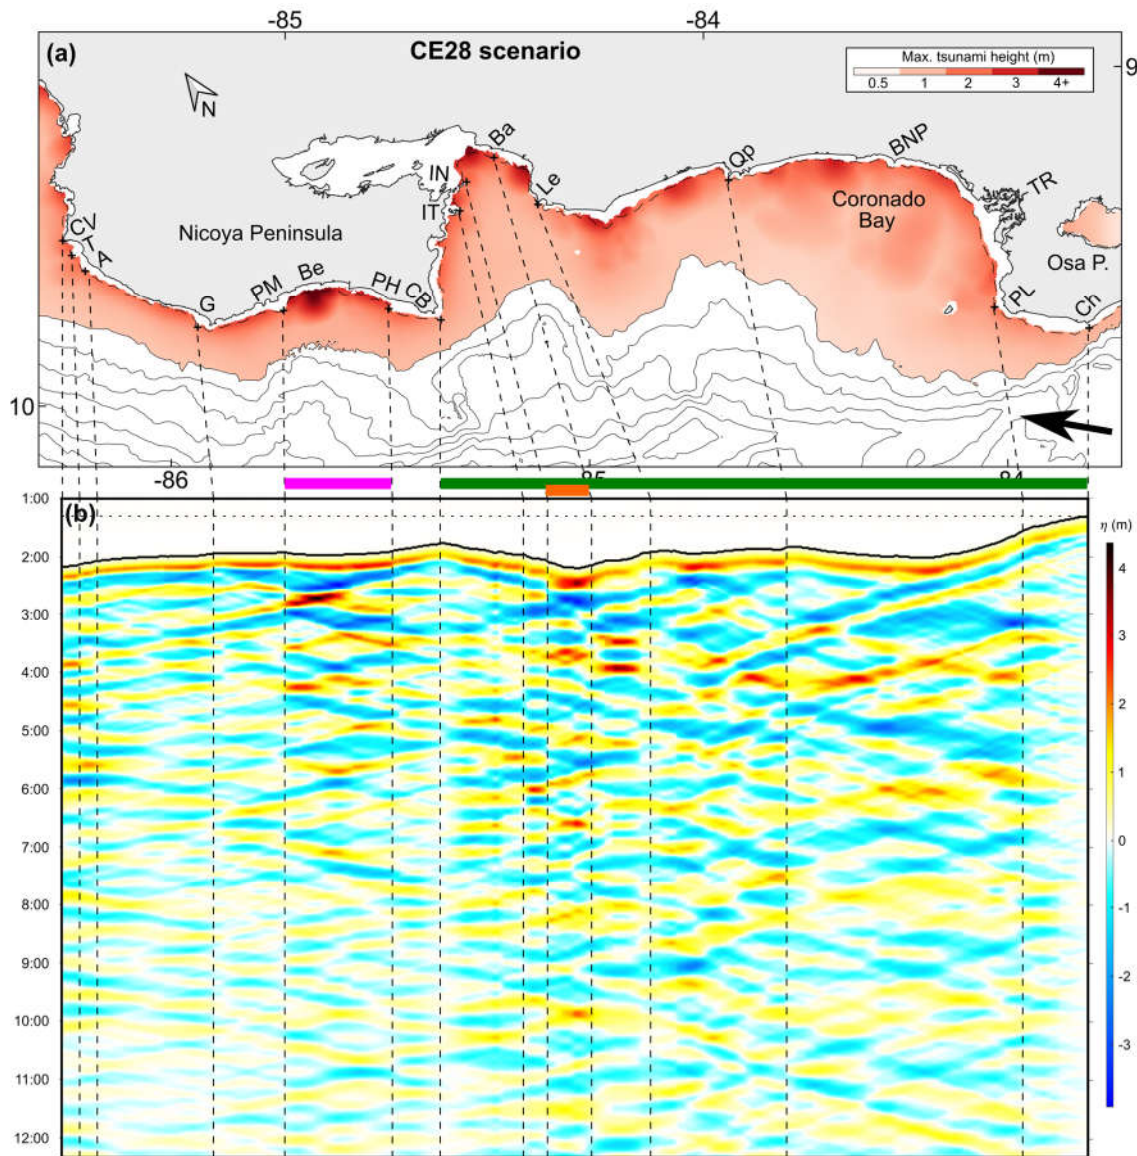 -85
-84
(a)
CE28 scenario
Max. tsunami height (m)
0.5 1 2 3 4+
9
N
Ba
IN
Le
Qp
BNP
TR
IT
CV
T
A
Nicoya Peninsula
Coronado
Bay
Osa P.
G
PM
Be
PH
CB
PL
Ch
10
-86
-85
-84
(b)
η (m)
1:00
2:00
3:00
4:00
5:00
6:00
7:00
8:00
9:00
10:00
11:00
12:00
4
3
2
1
0
-1
-2
-3